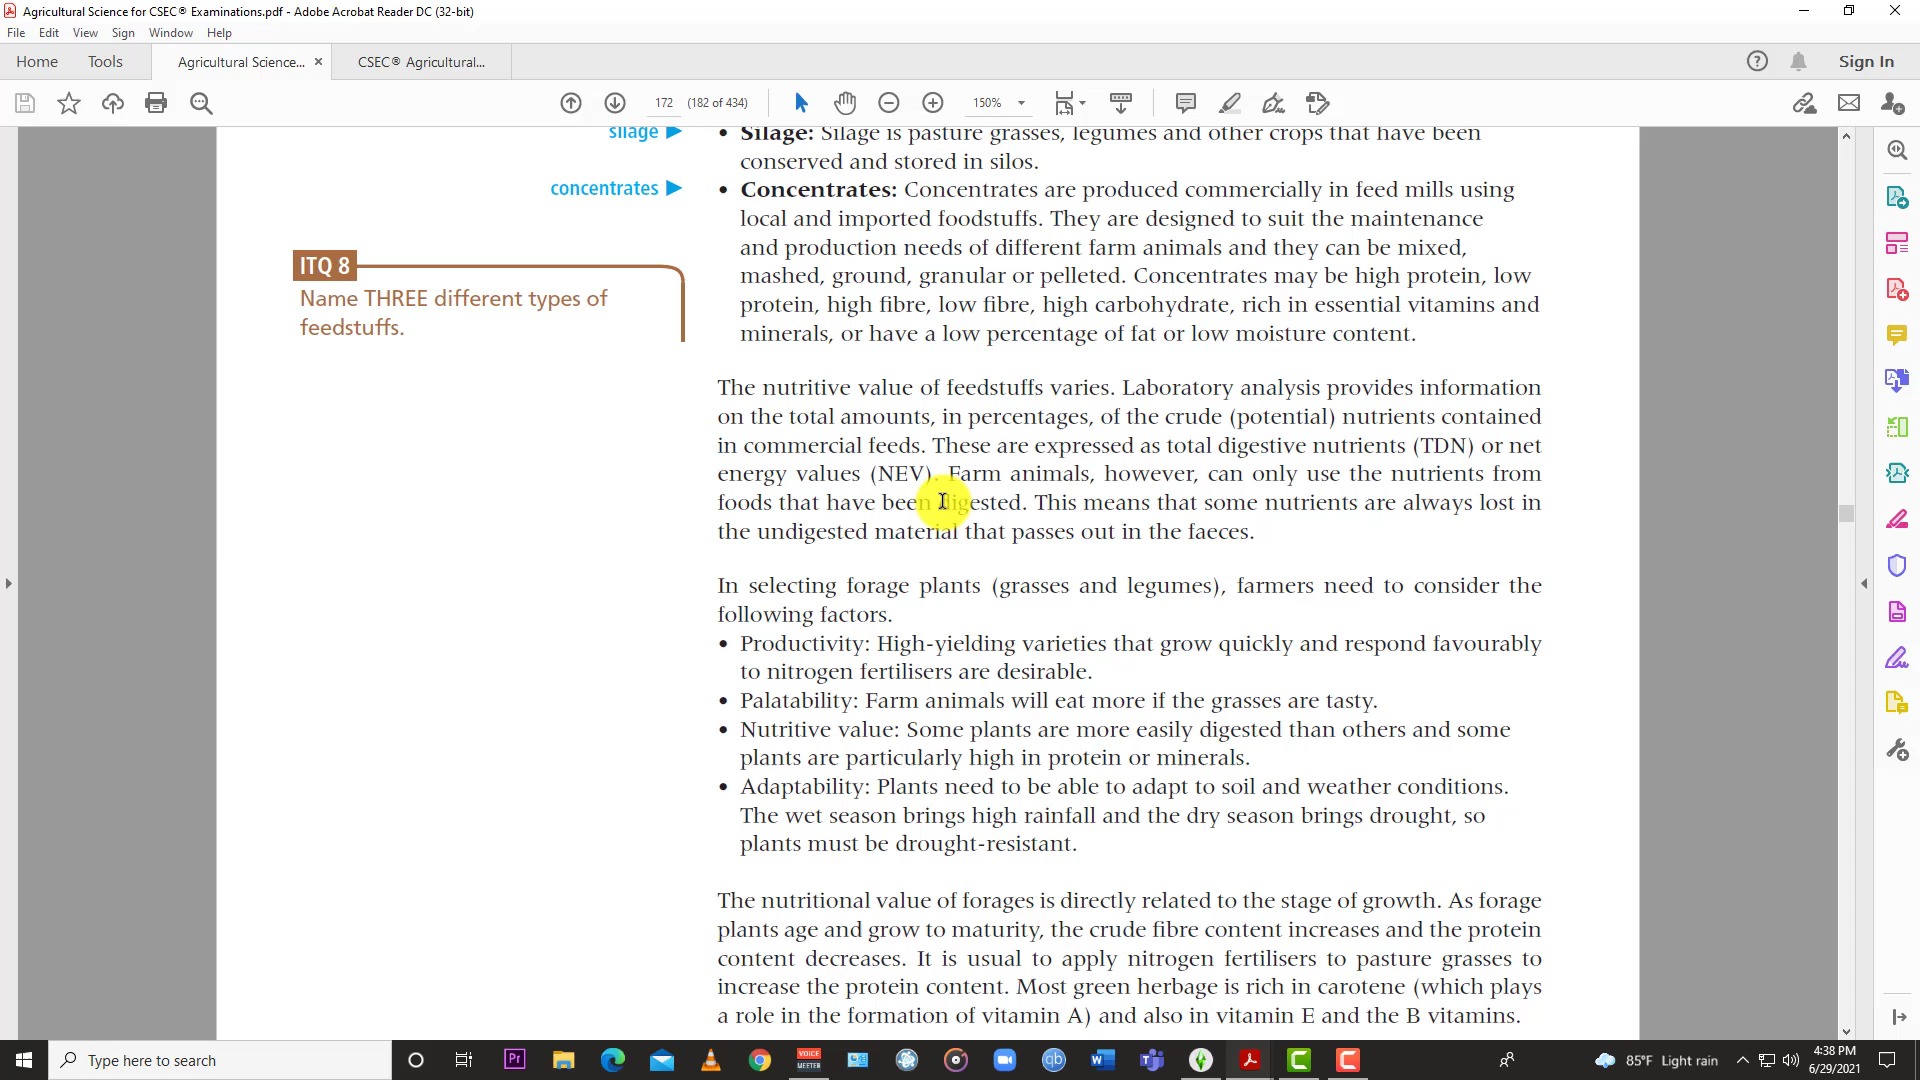 Agricultural Science for CSEC® Examinations.pdf - Adobe Acrobat Reader DC (32-bit)
File Edit View Sign Window Help
Home Tools Agricultural Science... × CSEC® Agricultural... Sign In
172 (182 of 434) 150%
silage ▶
• Silage: Silage is pasture grasses, legumes and other crops that have been
conserved and stored in silos.
concentrates ▶
• Concentrates: Concentrates are produced commercially in feed mills using
local and imported foodstuffs. They are designed to suit the maintenance
and production needs of different farm animals and they can be mixed,
mashed, ground, granular or pelleted. Concentrates may be high protein, low
protein, high fibre, low fibre, high carbohydrate, rich in essential vitamins and
minerals, or have a low percentage of fat or low moisture content.
ITQ 8
Name THREE different types of
feedstuffs.
The nutritive value of feedstuffs varies. Laboratory analysis provides information
on the total amounts, in percentages, of the crude (potential) nutrients contained
in commercial feeds. These are expressed as total digestive nutrients (TDN) or net
energy values (NEV). Farm animals, however, can only use the nutrients from
foods that have been digested. This means that some nutrients are always lost in
the undigested material that passes out in the faeces.
In selecting forage plants (grasses and legumes), farmers need to consider the
following factors.
• Productivity: High-yielding varieties that grow quickly and respond favourably
to nitrogen fertilisers are desirable.
• Palatability: Farm animals will eat more if the grasses are tasty.
• Nutritive value: Some plants are more easily digested than others and some
plants are particularly high in protein or minerals.
• Adaptability: Plants need to be able to adapt to soil and weather conditions.
The wet season brings high rainfall and the dry season brings drought, so
plants must be drought-resistant.
The nutritional value of forages is directly related to the stage of growth. As forage
plants age and grow to maturity, the crude fibre content increases and the protein
content decreases. It is usual to apply nitrogen fertilisers to pasture grasses to
increase the protein content. Most green herbage is rich in carotene (which plays
a role in the formation of vitamin A) and also in vitamin E and the B vitamins.
Type here to search
Pr
VOICE
MEETER
qb
85°F Light rain
4:38 PM
6/29/2021